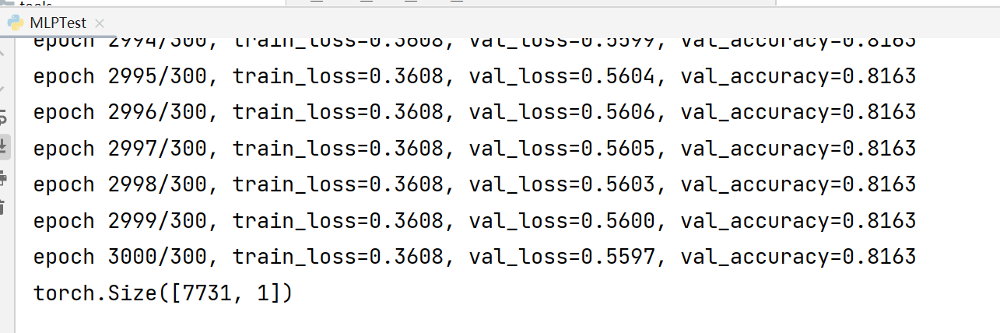 tools
MLPTest
epoch 2994/300, train_loss=0.3608, val_loss=0.5599, val_accuracy=0.8163
epoch 2995/300, train_loss=0.3608, val_loss=0.5604, val_accuracy=0.8163
epoch 2996/300, train_loss=0.3608, val_loss=0.5606, val_accuracy=0.8163
epoch 2997/300, train_loss=0.3608, val_loss=0.5605, val_accuracy=0.8163
epoch 2998/300, train_loss=0.3608, val_loss=0.5603, val_accuracy=0.8163
epoch 2999/300, train_loss=0.3608, val_loss=0.5600, val_accuracy=0.8163
epoch 3000/300, train_loss=0.3608, val_loss=0.5597, val_accuracy=0.8163
torch.Size([7731, 1])